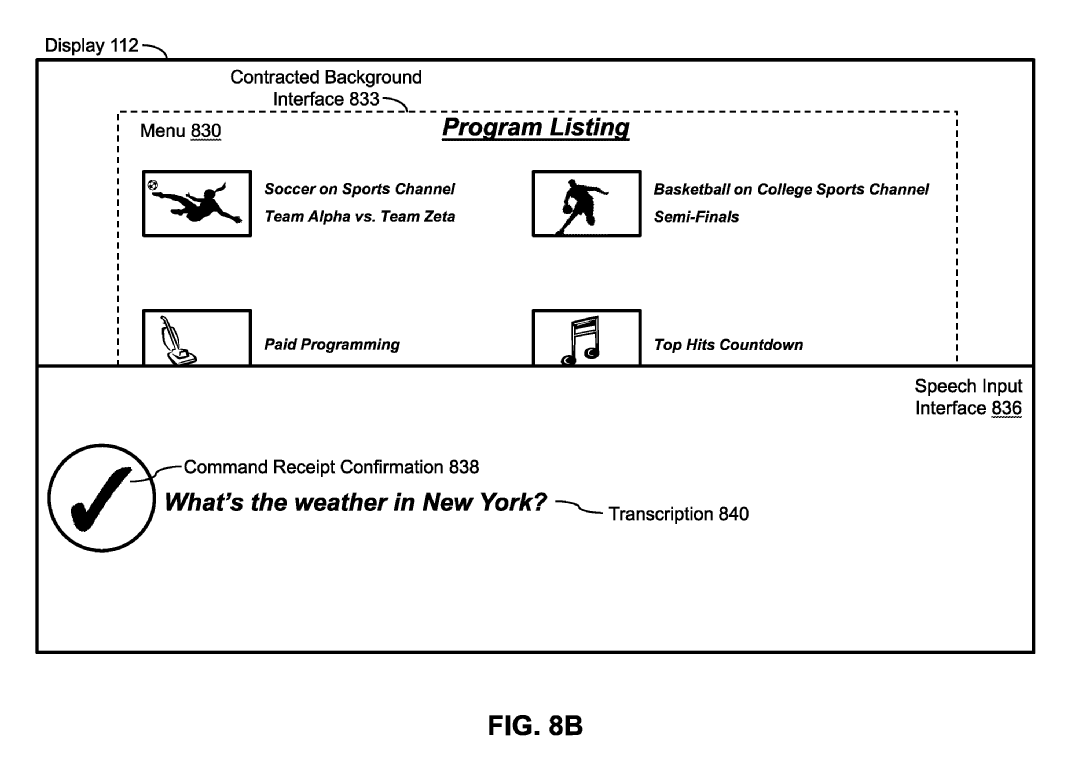 Display 112
Contracted Background
Interface 833
Menu 830
Program Listing
Soccer on Sports Channel
Team Alpha vs. Team Zeta
Basketball on College Sports Channel
Semi-Finals
Paid Programming
Top Hits Countdown
Speech Input
Interface 836
Command Receipt Confirmation 838
What's the weather in New York?
Transcription 840
FIG. 8B